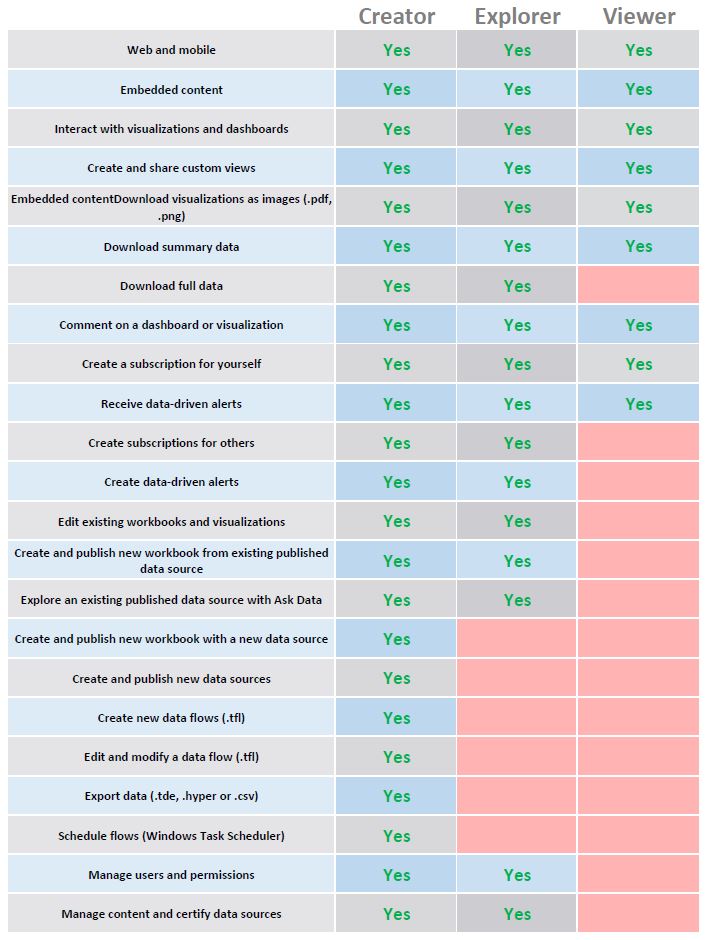 Creator Explorer Viewer
Web and mobile Yes Yes Yes
Embedded content Yes Yes Yes
Interact with visualizations and dashboards Yes Yes Yes
Create and share custom views Yes Yes Yes
Embedded contentDownload visualizations as images (.pdf,
.png) Yes Yes Yes
Download summary data Yes Yes Yes
Download full data Yes Yes
Comment on a dashboard or visualization Yes Yes Yes
Create a subscription for yourself Yes Yes Yes
Receive data-driven alerts Yes Yes Yes
Create subscriptions for others Yes Yes
Create data-driven alerts Yes Yes
Edit existing workbooks and visualizations Yes Yes
Create and publish new workbook from existing published
data source Yes Yes
Explore an existing published data source with Ask Data Yes Yes
Create and publish new workbook with a new data source Yes
Create and publish new data sources Yes
Create new data flows (.tfl) Yes
Edit and modify a data flow (.tfl) Yes
Export data (.tde, .hyper or .csv) Yes
Schedule flows (Windows Task Scheduler) Yes
Manage users and permissions Yes Yes
Manage content and certify data sources Yes Yes